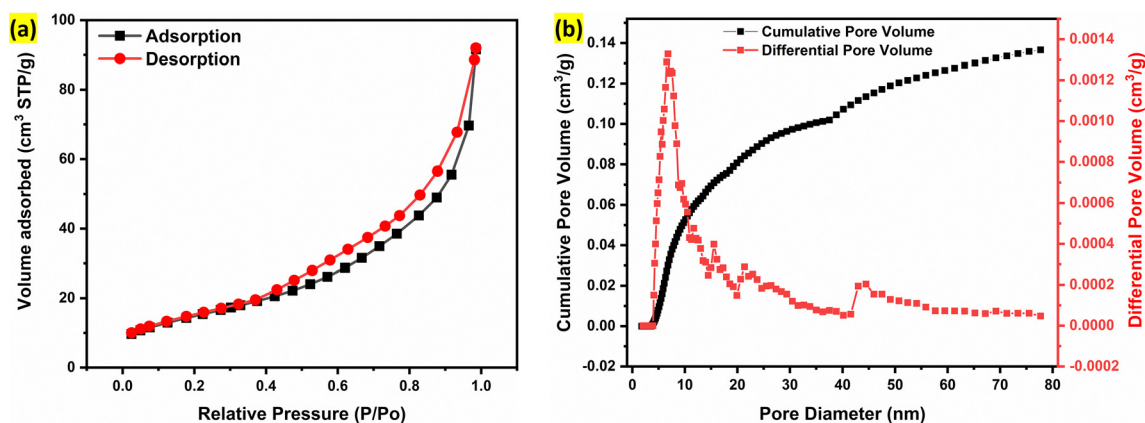 (a)
Adsorption
Desorption
Volume adsorbed (cm³ STP/g)
100
80
60
40
20
0
0.0 0.2 0.4 0.6 0.8 1.0
Relative Pressure (P/Po)
(b)
Cumulative Pore Volume
Differential Pore Volume
Cumulative Pore Volume (cm³/g)
0.14
0.12
0.10
0.08
0.06
0.04
0.02
0.00
-0.02
0 10 20 30 40 50 60 70 80
Pore Diameter (nm)
0.0014
0.0012
0.0010
0.0008
0.0006
0.0004
0.0002
0.0000
-0.0002
Differential Pore Volume (cm³/g)